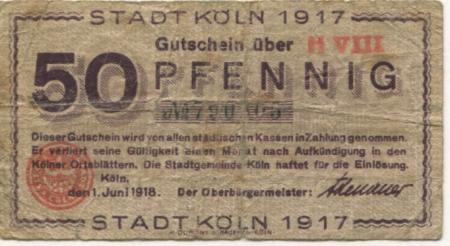 STADT KÖLN 1917
Gutschein über H VIII
50 PFENNIG
Dieser Gutschein wird von allen städtischen Kassen in Zahlung genommen.
Er verliert seine Gültigkeit einen Monat nach Aufkündigung in den
Kölner Ortsblättern. Die Stadtgemeinde Köln haftet für die Einlösung.
Köln,
den 1. Juni 1918. Der Oberbürgermeister: Adenauer
STADT KÖLN 1917